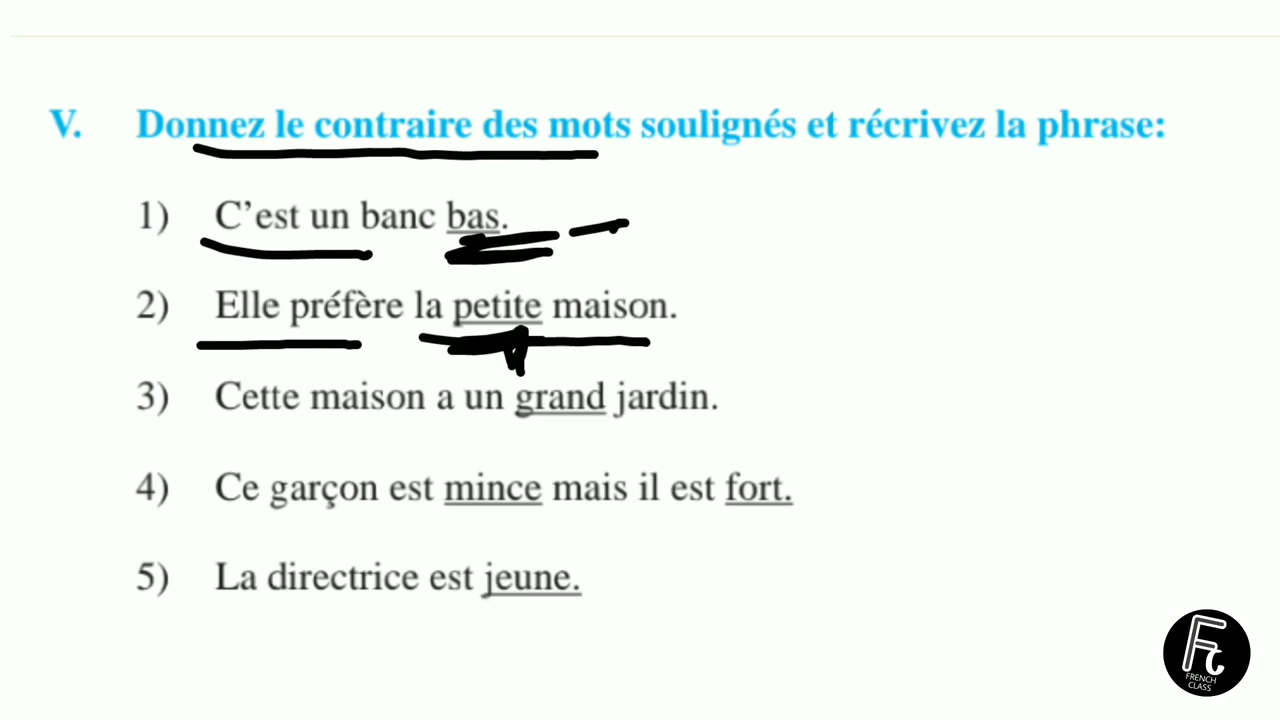 V. Donnez le contraire des mots soulignés et récrivez la phrase:
1) C'est un banc bas.
2) Elle préfère la petite maison.
3) Cette maison a un grand jardin.
4) Ce garçon est mince mais il est fort.
5) La directrice est jeune.
Fc
FRENCH
CLASS